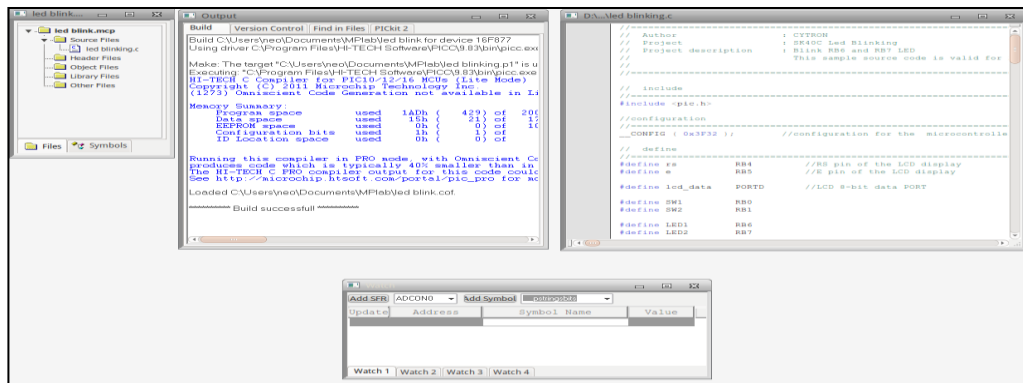 led blink...
led blink.mcp
Source Files
led blinking.c
Header Files
Object Files
Library Files
Other Files
Files
Symbols
Output
Build
Version Control
Find in Files
PICkit 2
Build C:\Users\neo\Documents\MPlab\led blink for device 16F877
Using driver C:\Program Files\HI-TECH Software\PICC\9.83\bin\picc.exe
Make: The target "C:\Users\neo\Documents\MPlab\led blinking.p1" is u
Executing: "C:\Program Files\HI-TECH Software\PICC\9.83\bin\picc.exe
HI-TECH C Compiler for PIC10/12/16 MCUs (Lite Mode)
Copyright (C) 2011 Microchip Technology Inc.
(1273) Omniscient Code Generation not available in Li
Memory Summary:
Program space used 1ADh ( 429) of 200
Data space used 15h ( 21) of 17
EEPROM space used 0h ( 0) of 10
Configuration bits used 1h ( 1) of
ID Location space used 0h ( 0) of
Running this compiler in PRO mode, with Omniscient Co
produces code which is typically 40% smaller than in
The HI-TECH C PRO compiler output for this code could
See http://microchip.htsoft.com/portal/pic_pro for mo
Loaded C:\Users\neo\Documents\MPlab\led blink.cof.
********** Build successful! **********
D:\...\led blinking.c
//=====================================================
// Author : CYTRON
// Project : SK40C Led Blinking
// Project description : Blink RB6 and RB7 LED
// This sample source code is valid for
//
//=====================================================
// include
//=====================================================
#include <pic.h>
//configuration
//=====================================================
__CONFIG ( 0x3F32 ); //configuration for the microcontrolle
// define
//=====================================================
#define rs RB4 //RS pin of the LCD display
#define e RB5 //E pin of the LCD display
#define lcd_data PORTD //LCD 8-bit data PORT
#define SW1 RB0
#define SW2 RB1
#define LED1 RB6
#define LED2 RB7
Add SFR
ADCON0
Add Symbol
Update
Address
Symbol Name
Value
Watch 1
Watch 2
Watch 3
Watch 4